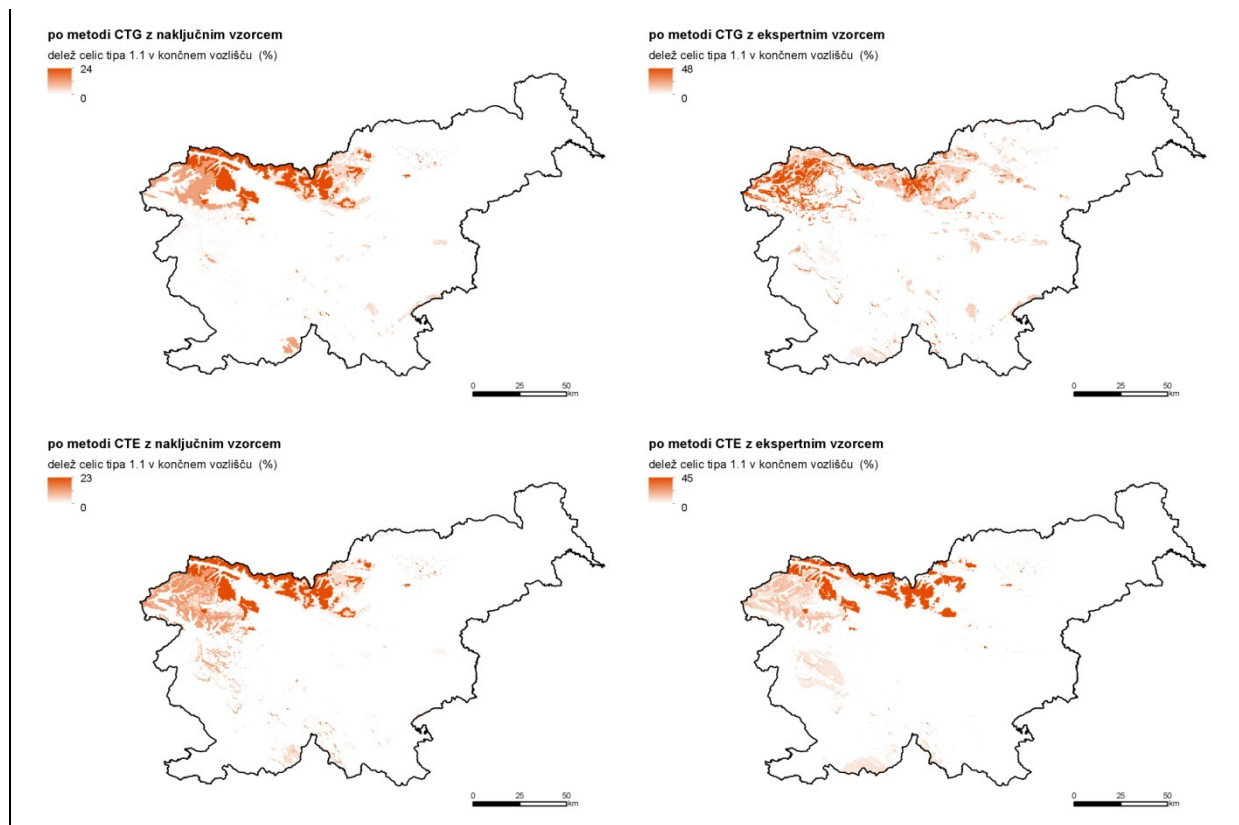 po metodi CTG z naključnim vzorcem
delež celic tipa 1.1 v končnem vozlišču (%)
24
0
0 25 50
km
po metodi CTG z ekspertnim vzorcem
delež celic tipa 1.1 v končnem vozlišču (%)
48
0
0 25 50
km
po metodi CTE z naključnim vzorcem
delež celic tipa 1.1 v končnem vozlišču (%)
23
0
0 25 50
km
po metodi CTE z ekspertnim vzorcem
delež celic tipa 1.1 v končnem vozlišču (%)
45
0
0 25 50
km